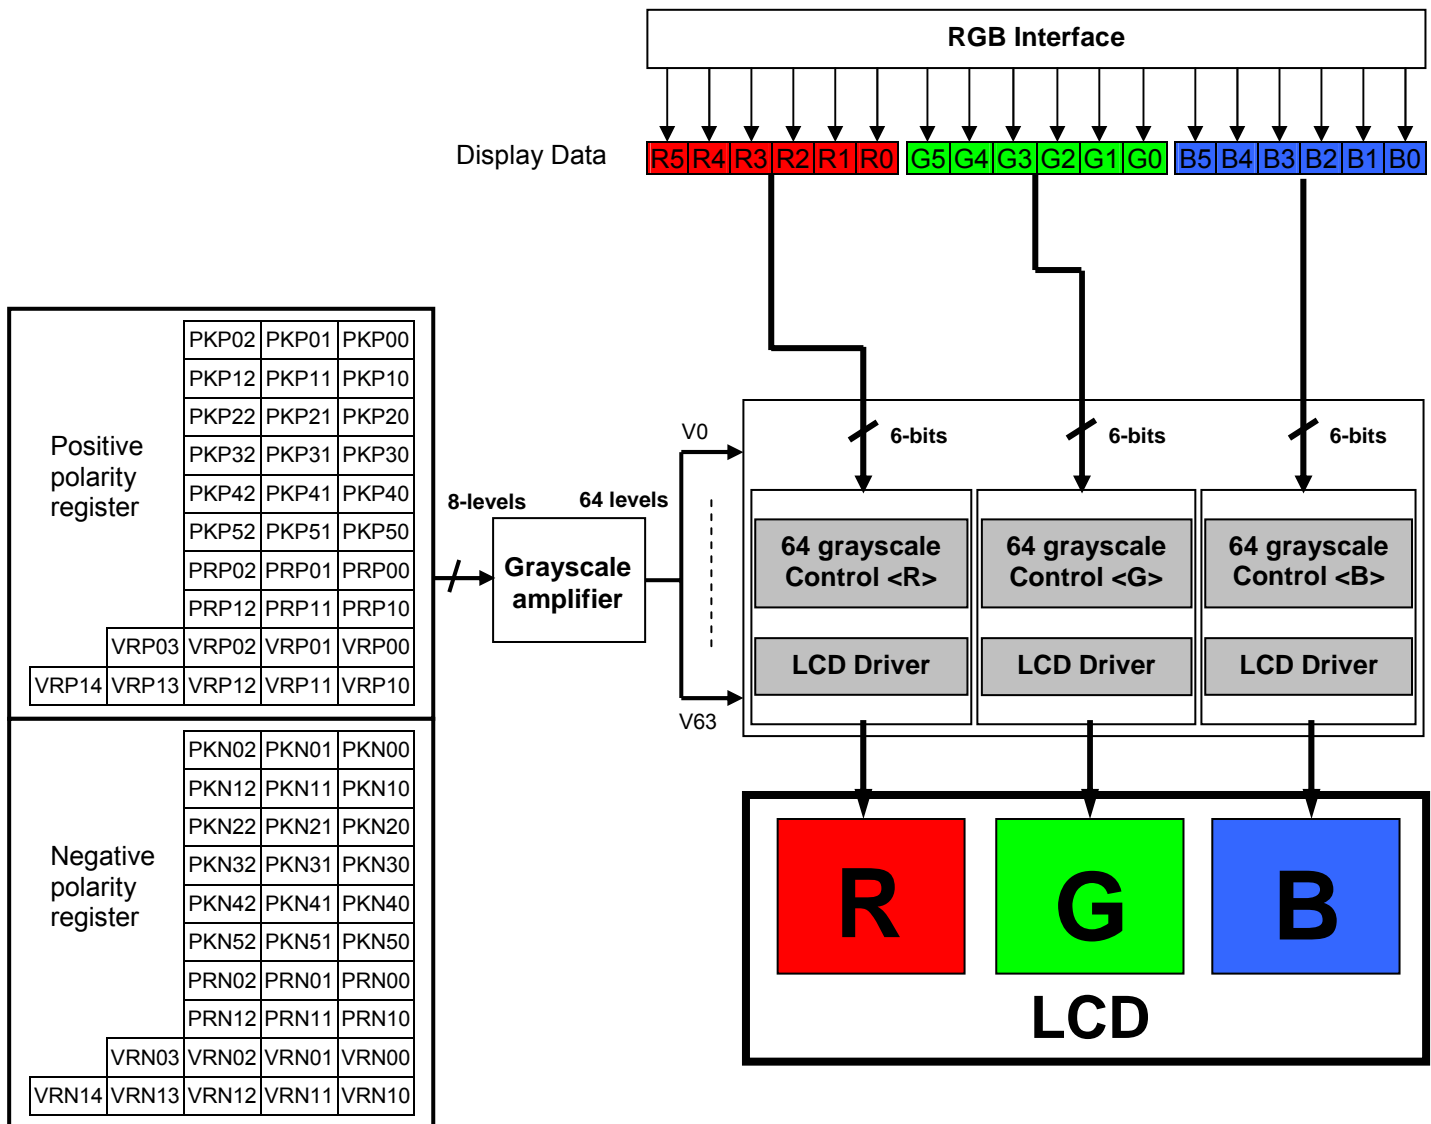 RGB Interface
Display Data
R5 R4 R3 R2 R1 R0 G5 G4 G3 G2 G1 G0 B5 B4 B3 B2 B1 B0
Positive
polarity
register
PKP02 PKP01 PKP00
PKP12 PKP11 PKP10
PKP22 PKP21 PKP20
PKP32 PKP31 PKP30
PKP42 PKP41 PKP40
PKP52 PKP51 PKP50
PRP02 PRP01 PRP00
PRP12 PRP11 PRP10
VRP03 VRP02 VRP01 VRP00
VRP14 VRP13 VRP12 VRP11 VRP10
Negative
polarity
register
PKN02 PKN01 PKN00
PKN12 PKN11 PKN10
PKN22 PKN21 PKN20
PKN32 PKN31 PKN30
PKN42 PKN41 PKN40
PKN52 PKN51 PKN50
PRN02 PRN01 PRN00
PRN12 PRN11 PRN10
VRN03 VRN02 VRN01 VRN00
VRN14 VRN13 VRN12 VRN11 VRN10
8-levels
Grayscale
amplifier
64 levels
V0
V63
6-bits
6-bits
6-bits
64 grayscale
Control <R>
64 grayscale
Control <G>
64 grayscale
Control <B>
LCD Driver
LCD Driver
LCD Driver
R
G
B
LCD